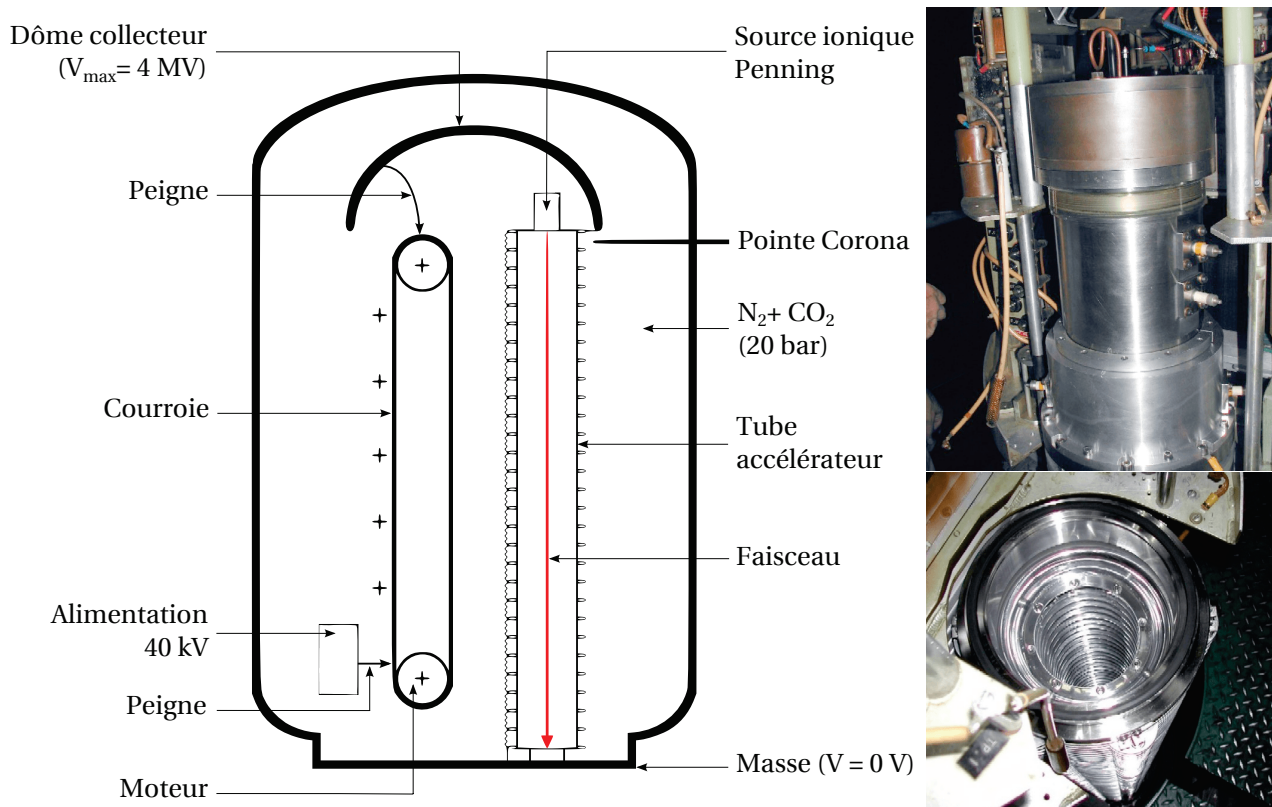 Dôme collecteur
(Vmax= 4 MV)
Source ionique
Penning
Peigne
Pointe Corona
N2+ CO2
(20 bar)
Courroie
Tube
accélérateur
Faisceau
Alimentation
40 kV
Peigne
Masse (V = 0 V)
Moteur